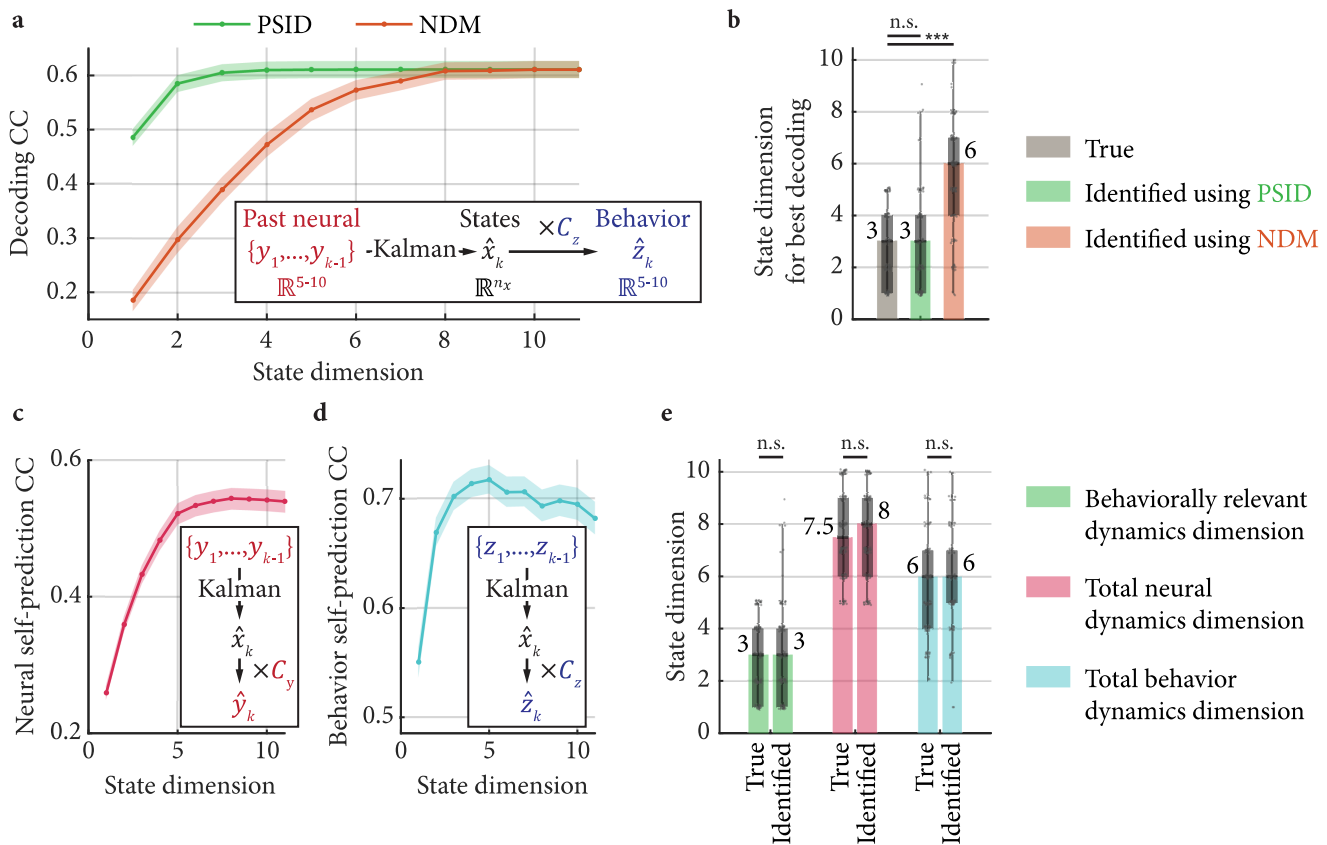 a
PSID NDM
Decoding CC
0.6
0.5
0.4
0.3
0.2
0 2 4 6 8 10
State dimension
Past neural States Behavior
{y₁,...,yₖ₋₁} Kalman x̂ₖ ×C_z ẑₖ
ℝ⁵⁻¹⁰ ℝⁿˣ ℝ⁵⁻¹⁰
b
n.s.
***
State dimension
for best decoding
10
8
6
4
2
0
3 3 6
True
Identified using PSID
Identified using NDM
c
Neural self-prediction CC
0.6
0.4
0.2
0 5 10
State dimension
{y₁,...,yₖ₋₁}
Kalman
x̂ₖ
×C_y
ŷₖ
d
Behavior self-prediction CC
0.7
0.6
0.5
0 5 10
State dimension
{z₁,...,zₖ₋₁}
Kalman
x̂ₖ
×C_z
ẑₖ
e
n.s. n.s. n.s.
State dimension
10
8
6
4
2
0
3 3 7.5 8 6 6
True Identified True Identified True Identified
Behaviorally relevant
dynamics dimension
Total neural
dynamics dimension
Total behavior
dynamics dimension